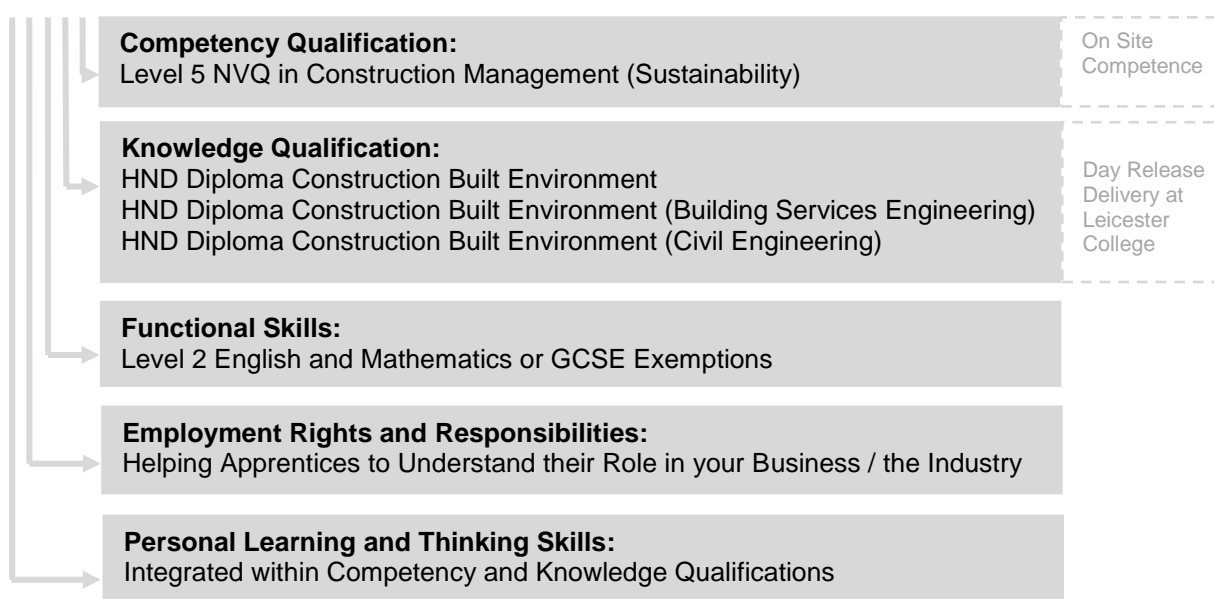 Competency Qualification:
Level 5 NVQ in Construction Management (Sustainability)
On Site
Competence
Knowledge Qualification:
HND Diploma Construction Built Environment
HND Diploma Construction Built Environment (Building Services Engineering)
HND Diploma Construction Built Environment (Civil Engineering)
Day Release
Delivery at
Leicester
College
Functional Skills:
Level 2 English and Mathematics or GCSE Exemptions
Employment Rights and Responsibilities:
Helping Apprentices to Understand their Role in your Business / the Industry
Personal Learning and Thinking Skills:
Integrated within Competency and Knowledge Qualifications